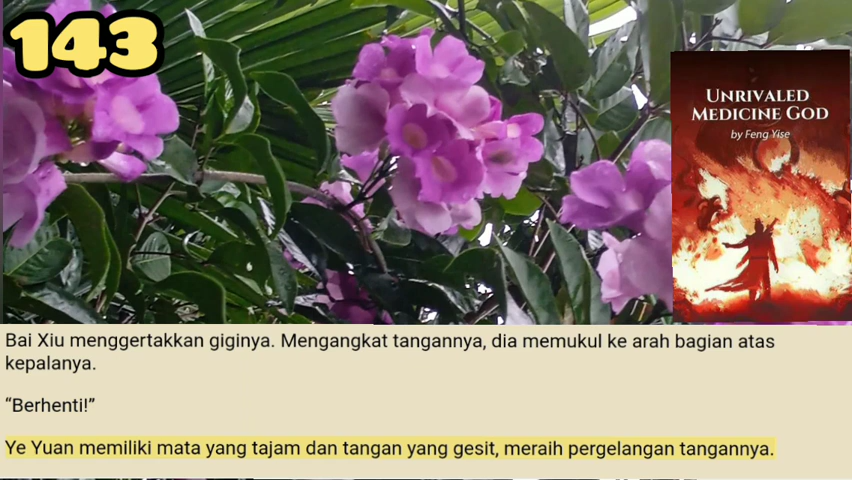 143
UNRIVALED
MEDICINE GOD
by Feng Yise
Bai Xiu menggertakkan giginya. Mengangkat tangannya, dia memukul ke arah bagian atas
kepalanya.
“Berhenti!”
Ye Yuan memiliki mata yang tajam dan tangan yang gesit, meraih pergelangan tangannya.